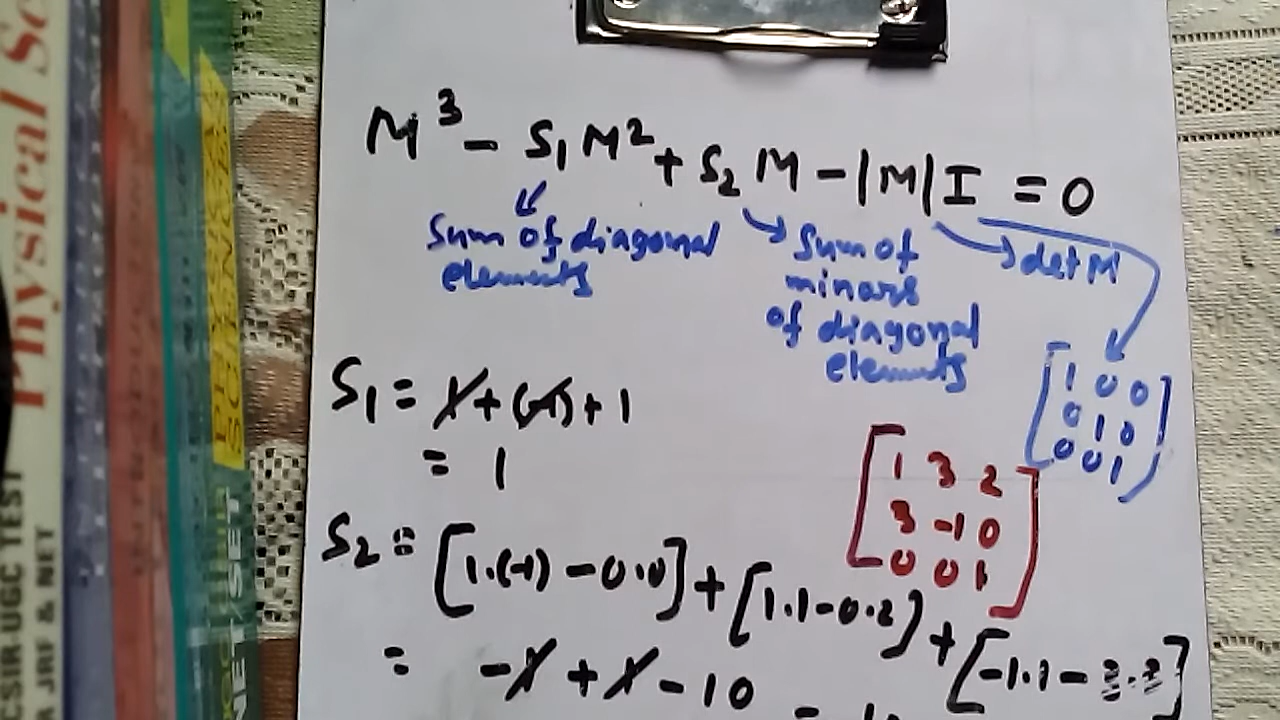 M³ - S₁M² + S₂M - |M| I = 0
Sum of diagonal
elements
Sum of
minars
of diagonal
elements
det M
1 0 0
0 1 0
0 0 1
S₁ = 1 + (-1) + 1
= 1
1 3 2
3 -1 0
0 0 1
S₂ = [1.(-1) - 0.0] + [1.1 - 0.2] + [-1.1 - 3.3]
= -1 + 1 - 10
Physical Sc
CSIR-UGC TEST
JRF & NET
NET/SET